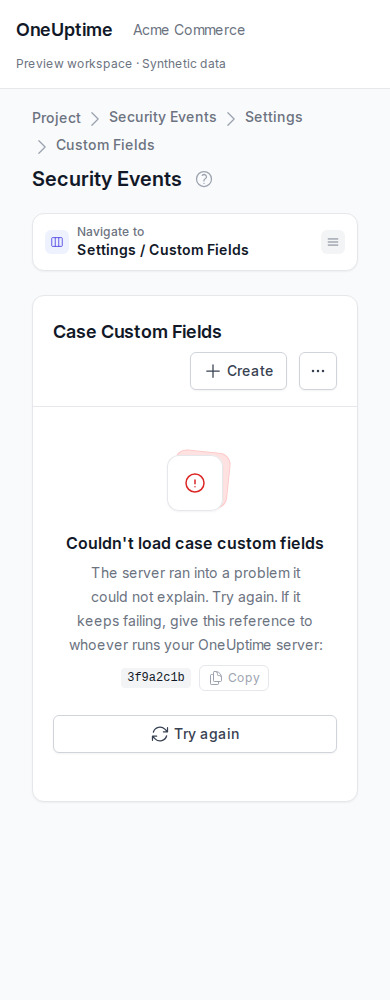 OneUptime Acme Commerce
Preview workspace · Synthetic data
Project Security Events Settings
Custom Fields
Security Events
Navigate to
Settings / Custom Fields
Case Custom Fields
Create
Couldn't load case custom fields
The server ran into a problem it
could not explain. Try again. If it
keeps failing, give this reference to
whoever runs your OneUptime server:
3f9a2c1b Copy
Try again